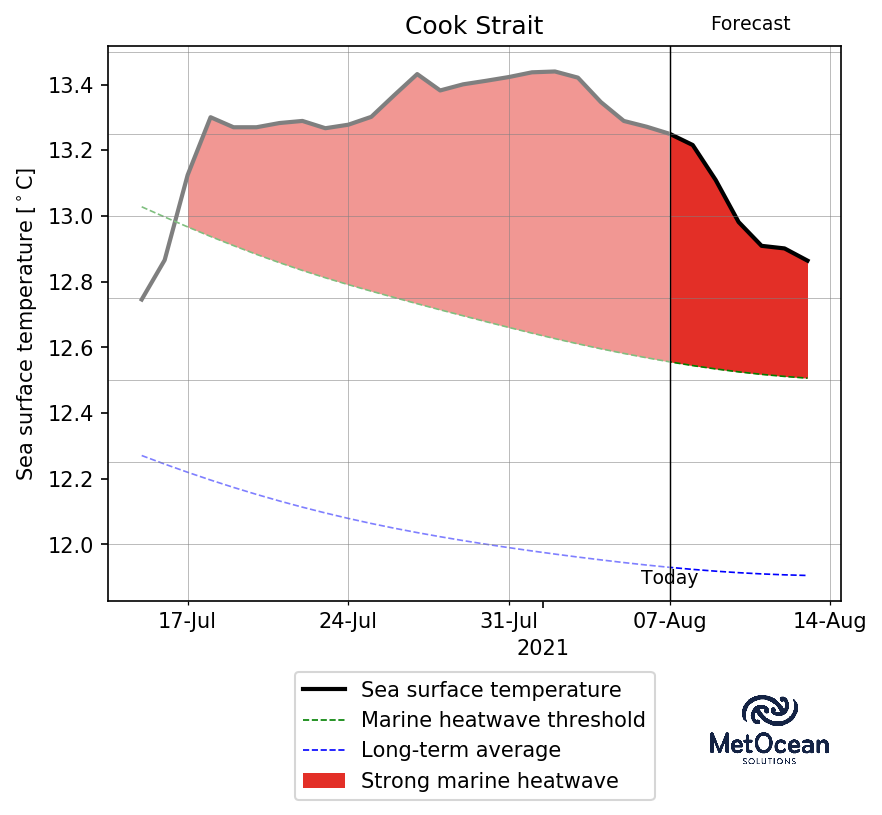 Cook Strait
Forecast
Sea surface temperature [°C]
13.4
13.2
13.0
12.8
12.6
12.4
12.2
12.0
Today
17-Jul 24-Jul 31-Jul 07-Aug 14-Aug
2021
Sea surface temperature
Marine heatwave threshold
Long-term average
Strong marine heatwave
MetOcean
SOLUTIONS